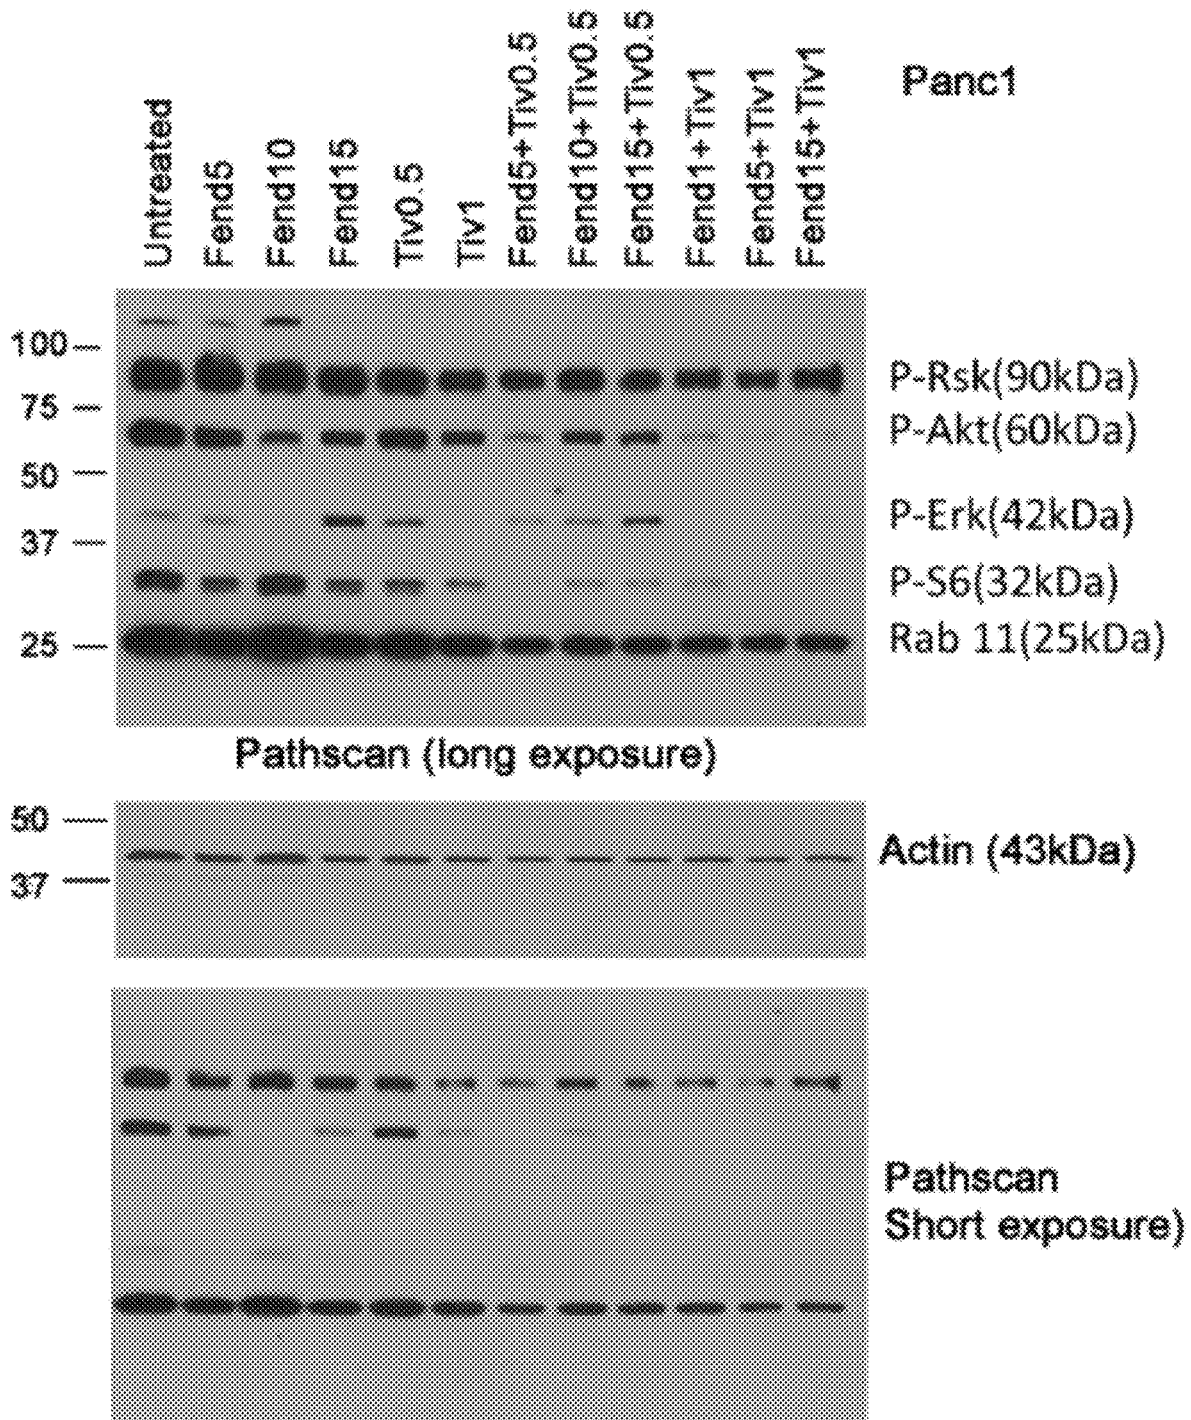 Panc1
Untreated
Fend5
Fend10
Fend15
Tiv0.5
Tiv1
Fend5+Tiv0.5
Fend10+Tiv0.5
Fend15+Tiv0.5
Fend1+Tiv1
Fend5+Tiv1
Fend15+Tiv1
100
75
50
37
25
P-Rsk(90kDa)
P-Akt(60kDa)
P-Erk(42kDa)
P-S6(32kDa)
Rab 11(25kDa)
Pathscan (long exposure)
50
37
Actin (43kDa)
Pathscan
Short exposure)